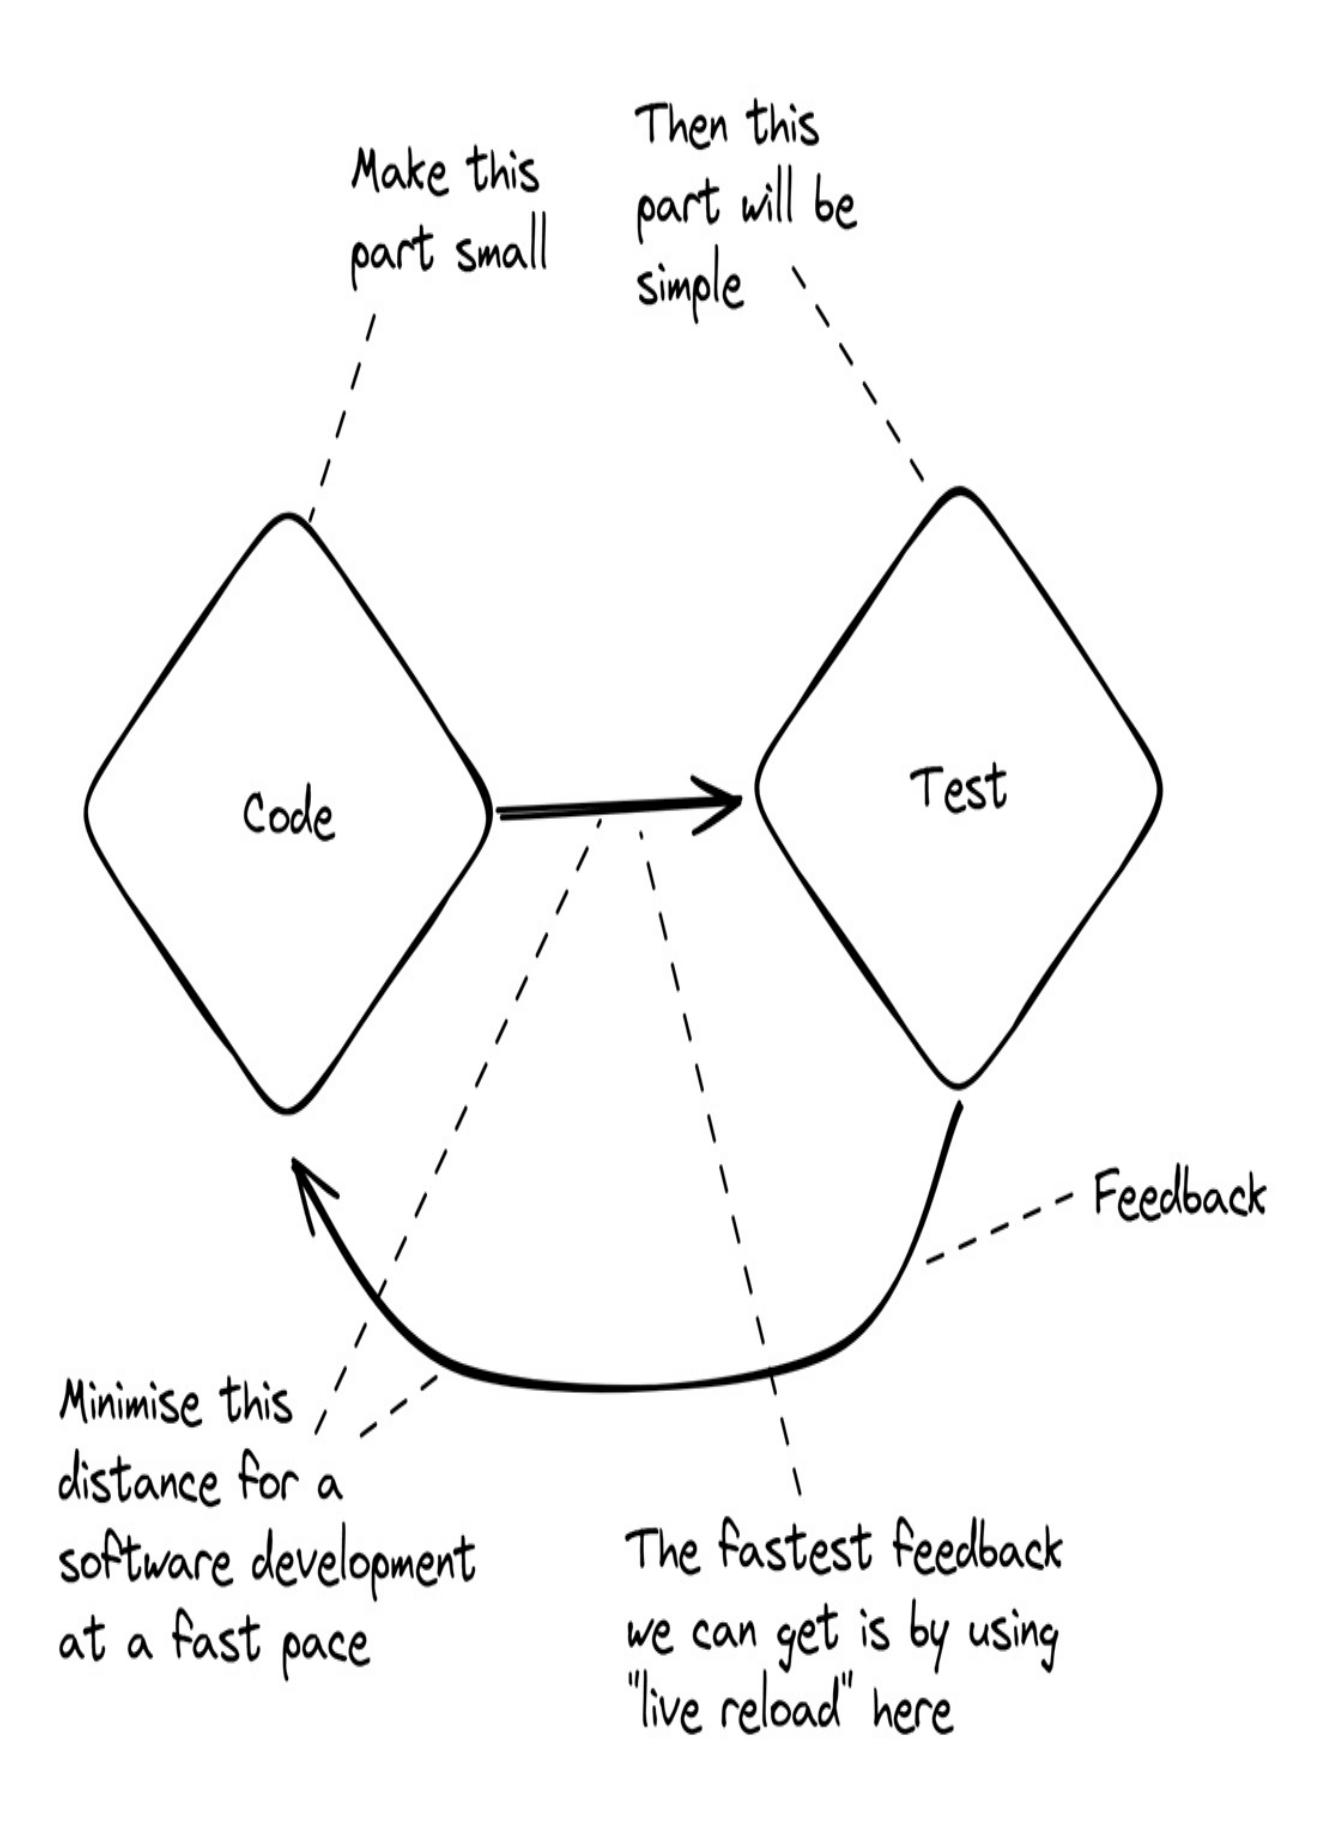 Make this
part small
Then this
part will be
simple
Code
Test
Feedback
Minimise this
distance for a
software development
at a fast pace
The fastest feedback
we can get is by using
"live reload" here